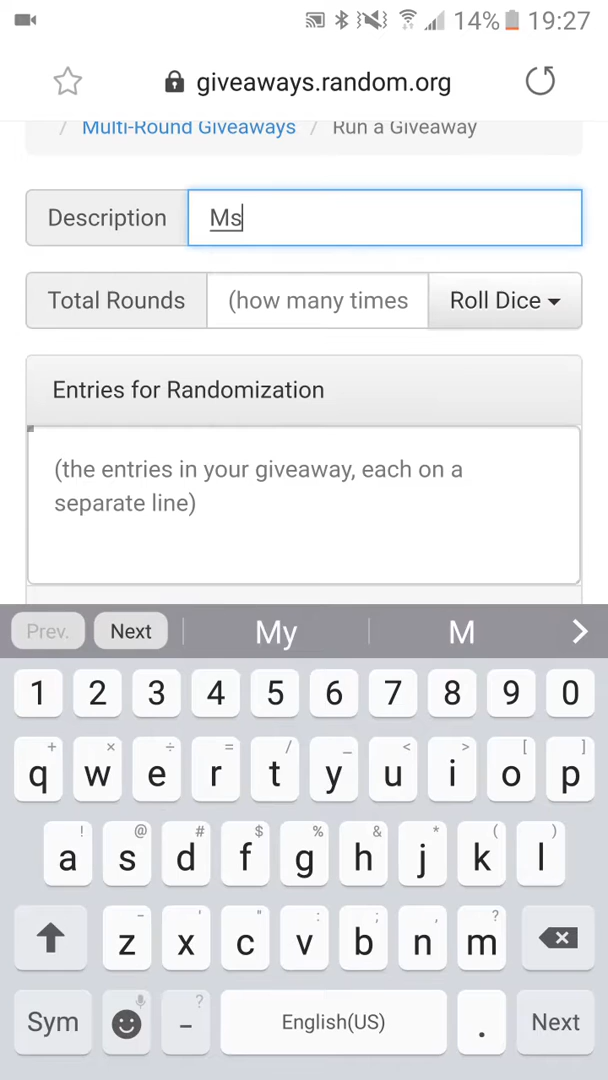 14% 19:27
giveaways.random.org
/ Multi-Round Giveaways / Run a Giveaway
Description Ms
Total Rounds (how many times Roll Dice
Entries for Randomization
(the entries in your giveaway, each on a
separate line)
Prev. Next My M
1 2 3 4 5 6 7 8 9 0
+ × ÷ = / _ < > [ ]
q w e r t y u i o p
! @ # $ % & * ( )
a s d f g h j k l
- ' " : ; , ?
z x c v b n m
?
Sym - English(US) . Next